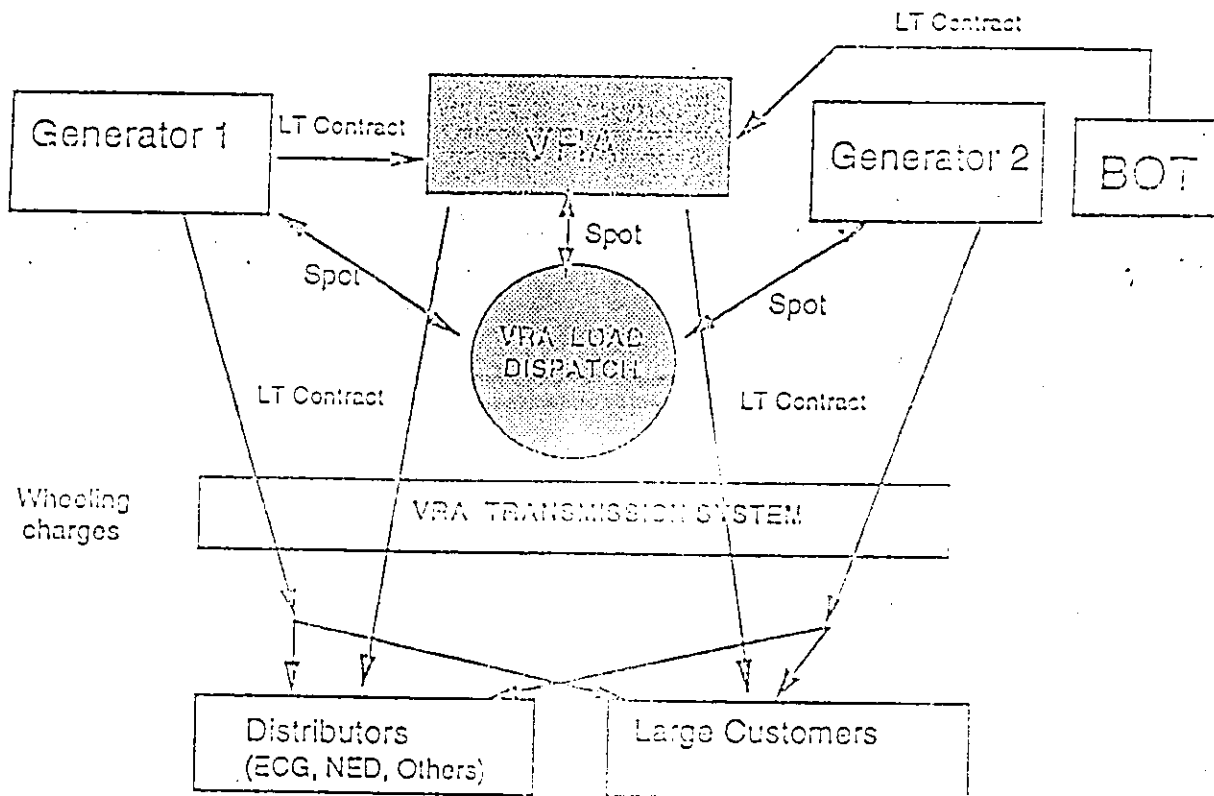 LT Contract
Generator 1
LT Contract
VRA
Generator 2
BOT
Spot
Spot
Spot
VRA LOAD
DISPATCH
LT Contract
LT Contract
Wheeling
charges
VRA TRANSMISSION SYSTEM
Distributors
(ECG, NED, Others)
Large Customers